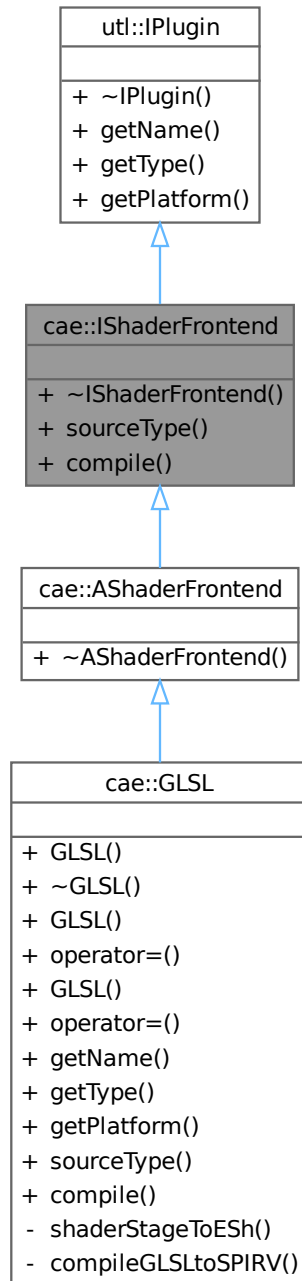 utl::IPlugin
+ ~IPlugin()
+ getName()
+ getType()
+ getPlatform()
cae::IShaderFrontend
+ ~IShaderFrontend()
+ sourceType()
+ compile()
cae::AShaderFrontend
+ ~AShaderFrontend()
cae::GLSL
+ GLSL()
+ ~GLSL()
+ GLSL()
+ operator=()
+ GLSL()
+ operator=()
+ getName()
+ getType()
+ getPlatform()
+ sourceType()
+ compile()
- shaderStageToESh()
- compileGLSLtoSPIRV()